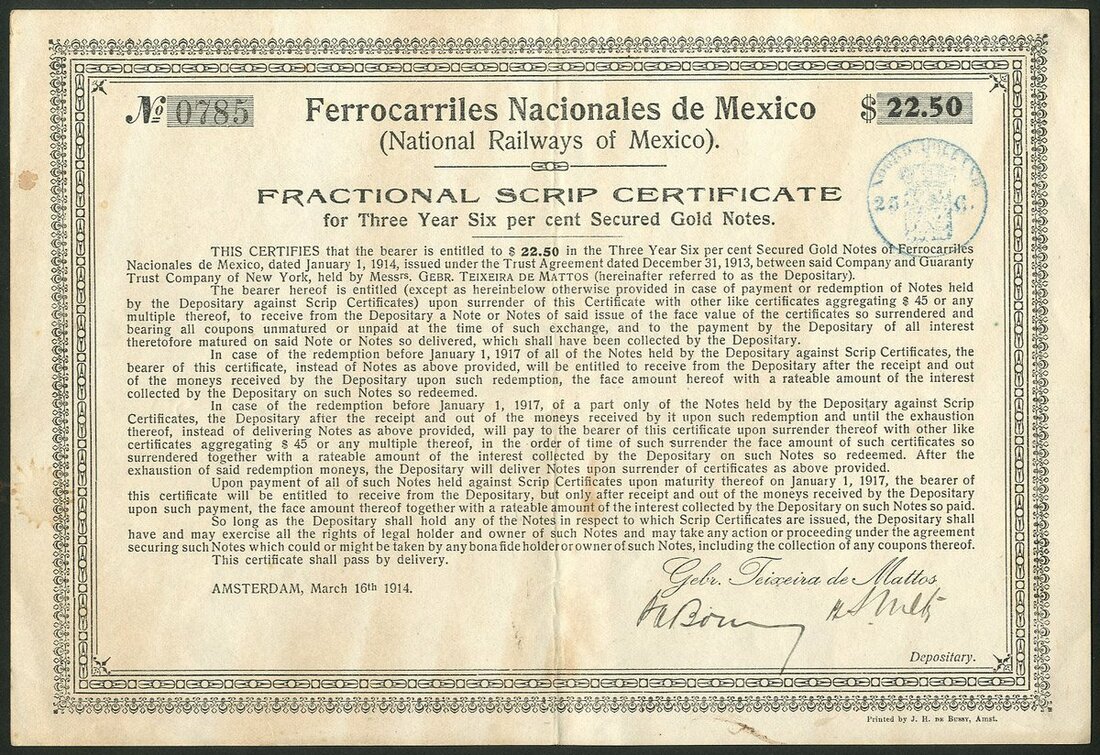 No 0785
Ferrocarriles Nacionales de Mexico
$ 22.50
(National Railways of Mexico).
NOORD HOLLAND
25 C.
FRACTIONAL SCRIP CERTIFICATE
for Three Year Six per cent Secured Gold Notes.
THIS CERTIFIES that the bearer is entitled to $ 22.50 in the Three Year Six per cent Secured Gold Notes of Ferrocarriles
Nacionales de Mexico, dated January 1, 1914, issued under the Trust Agreement dated December 31, 1913, between said Company and Guaranty
Trust Company of New York, held by Messrs. GEBR. TEIXEIRA DE MATTOS (hereinafter referred to as the Depositary).
The bearer hereof is entitled (except as hereinbelow otherwise provided in case of payment or redemption of Notes held
by the Depositary against Scrip Certificates) upon surrender of this Certificate with other like certificates aggregating $ 45 or any
multiple thereof, to receive from the Depositary a Note or Notes of said issue of the face value of the certificates so surrendered and
bearing all coupons unmatured or unpaid at the time of such exchange, and to the payment by the Depositary of all interest
theretofore matured on said Note or Notes so delivered, which shall have been collected by the Depositary.
In case of the redemption before January 1, 1917 of all of the Notes held by the Depositary against Scrip Certificates, the
bearer of this certificate, instead of Notes as above provided, will be entitled to receive from the Depositary after the receipt and out
of the moneys received by the Depositary upon such redemption, the face amount hereof with a rateable amount of the interest
collected by the Depositary on such Notes so redeemed.
In case of the redemption before January 1, 1917, of a part only of the Notes held by the Depositary against Scrip
Certificates, the Depositary after the receipt and out of the moneys received by it upon such redemption and until the exhaustion
thereof, instead of delivering Notes as above provided, will pay to the bearer of this certificate upon surrender thereof with other like
certificates aggregating $ 45 or any multiple thereof, in the order of time of such surrender the face amount of such certificates so
surrendered together with a rateable amount of the interest collected by the Depositary on such Notes so redeemed. After the
exhaustion of said redemption moneys, the Depositary will deliver Notes upon surrender of certificates as above provided.
Upon payment of all of such Notes held against Scrip Certificates upon maturity thereof on January 1, 1917, the bearer of
this certificate will be entitled to receive from the Depositary, but only after receipt and out of the moneys received by the Depositary
upon such payment, the face amount thereof together with a rateable amount of the interest collected by the Depositary on such Notes so paid.
So long as the Depositary shall hold any of the Notes in respect to which Scrip Certificates are issued, the Depositary shall
have and may exercise all the rights of legal holder and owner of such Notes and may take any action or proceeding under the agreement
securing such Notes which could or might be taken by any bona fide holder or owner of such Notes, including the collection of any coupons thereof.
This certificate shall pass by delivery.
AMSTERDAM, March 16th 1914.
Gebr. Teixeira de Mattos
Depositary.
Printed by J. H. DE BUSSY, Amst.